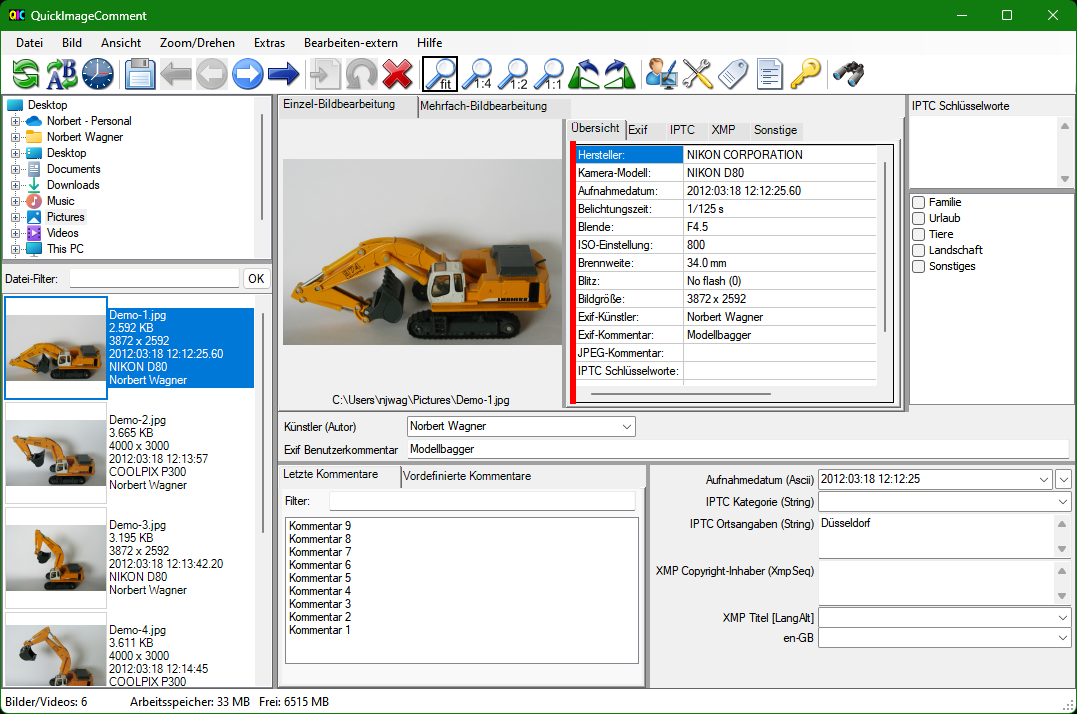 QIC QuickImageComment
Datei Bild Ansicht Zoom/Drehen Extras Bearbeiten-extern Hilfe
AB fit 1:4 1:2 1:1
Desktop
Norbert - Personal
Norbert Wagner
Desktop
Documents
Downloads
Music
Pictures
Videos
This PC
Datei-Filter: OK
Demo-1.jpg
2.592 KB
3872 x 2592
2012:03:18 12:12:25.60
NIKON D80
Norbert Wagner
Demo-2.jpg
3.665 KB
4000 x 3000
2012:03:18 12:13:57
COOLPIX P300
Norbert Wagner
Demo-3.jpg
3.195 KB
3872 x 2592
2012:03:18 12:13:42.20
NIKON D80
Norbert Wagner
Demo-4.jpg
3.611 KB
4000 x 3000
2012:03:18 12:14:45
COOLPIX P300
Einzel-Bildbearbeitung Mehrfach-Bildbearbeitung
974
LIEBHERR
C:\Users\njwag\Pictures\Demo-1.jpg
Übersicht Exif IPTC XMP Sonstige
Hersteller: NIKON CORPORATION
Kamera-Modell: NIKON D80
Aufnahmedatum: 2012:03:18 12:12:25.60
Belichtungszeit: 1/125 s
Blende: F4.5
ISO-Einstellung: 800
Brennweite: 34.0 mm
Blitz: No flash (0)
Bildgröße: 3872 x 2592
Exif-Künstler: Norbert Wagner
Exif-Kommentar: Modellbagger
JPEG-Kommentar:
IPTC Schlüsselworte:
IPTC Schlüsselworte
Familie
Urlaub
Tiere
Landschaft
Sonstiges
Künstler (Autor) Norbert Wagner
Exif Benutzerkommentar Modellbagger
Letzte Kommentare Vordefinierte Kommentare
Filter:
Kommentar 9
Kommentar 8
Kommentar 7
Kommentar 6
Kommentar 5
Kommentar 4
Kommentar 3
Kommentar 2
Kommentar 1
Aufnahmedatum (Ascii) 2012:03:18 12:12:25
IPTC Kategorie (String)
IPTC Ortsangaben (String) Düsseldorf
XMP Copyright-Inhaber (XmpSeq)
XMP Titel [LangAlt]
en-GB
Bilder/Videos: 6 Arbeitsspeicher: 33 MB Frei: 6515 MB